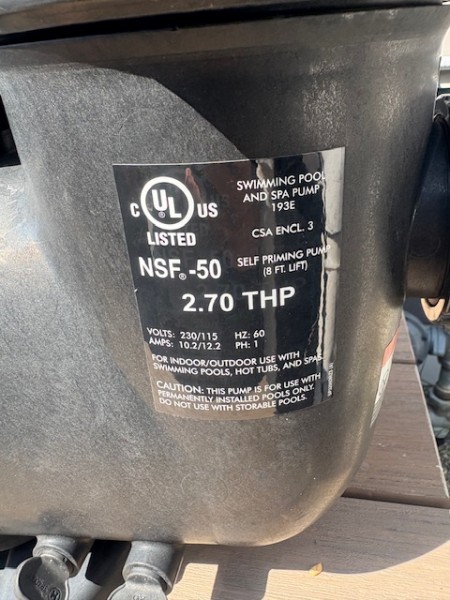 SWIMMING POOL
AND SPA PUMP
193E
C UL US
LISTED
CSA ENCL. 3
NSF®-50
SELF PRIMING PUMP
(8 FT. LIFT)
2.70 THP
VOLTS: 230/115 HZ: 60
AMPS: 10.2/12.2 PH: 1
FOR INDOOR/OUTDOOR USE WITH
SWIMMING POOLS, HOT TUBS, AND SPAS
CAUTION: THIS PUMP IS FOR USE WITH
PERMANENTLY INSTALLED POOLS ONLY.
DO NOT USE WITH STORABLE POOLS.